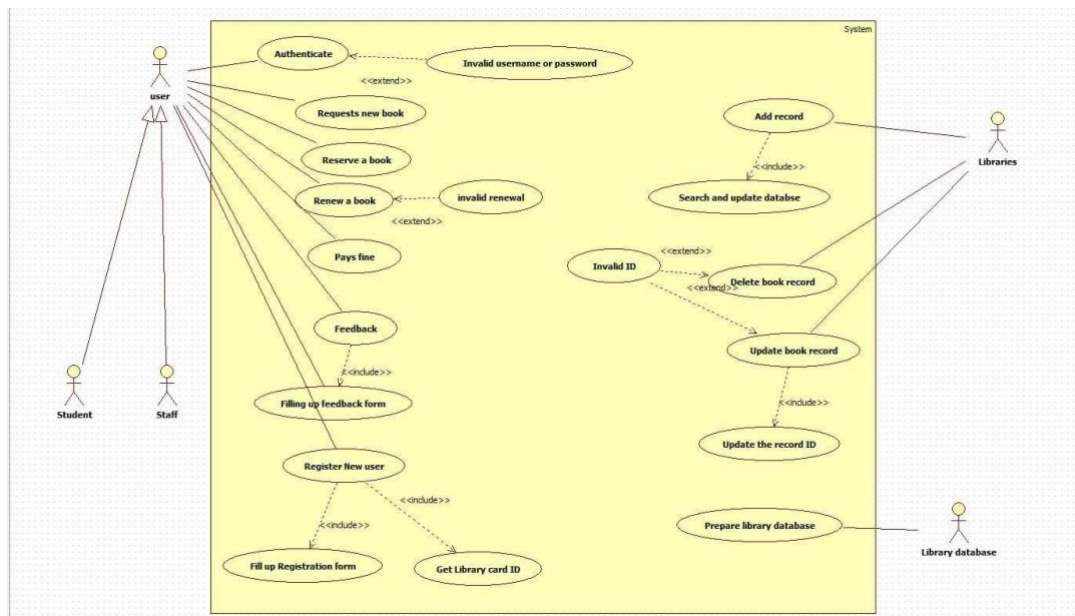 System
Authenticate
Invalid username or password
<<extend>>
user
Requests new book
Add record
Libraries
Reserve a book
<<include>>
Renew a book
invalid renewal
<<extend>>
Search and update databse
Pays fine
<<extend>>
Invalid ID
Delete book record
<<extend>>
Feedback
Update book record
<<include>>
Student
Staff
Filling up feedback form
<<include>>
Update the record ID
Register New user
<<include>>
<<include>>
Prepare library database
Library database
Fill up Registration form
Get Library card ID